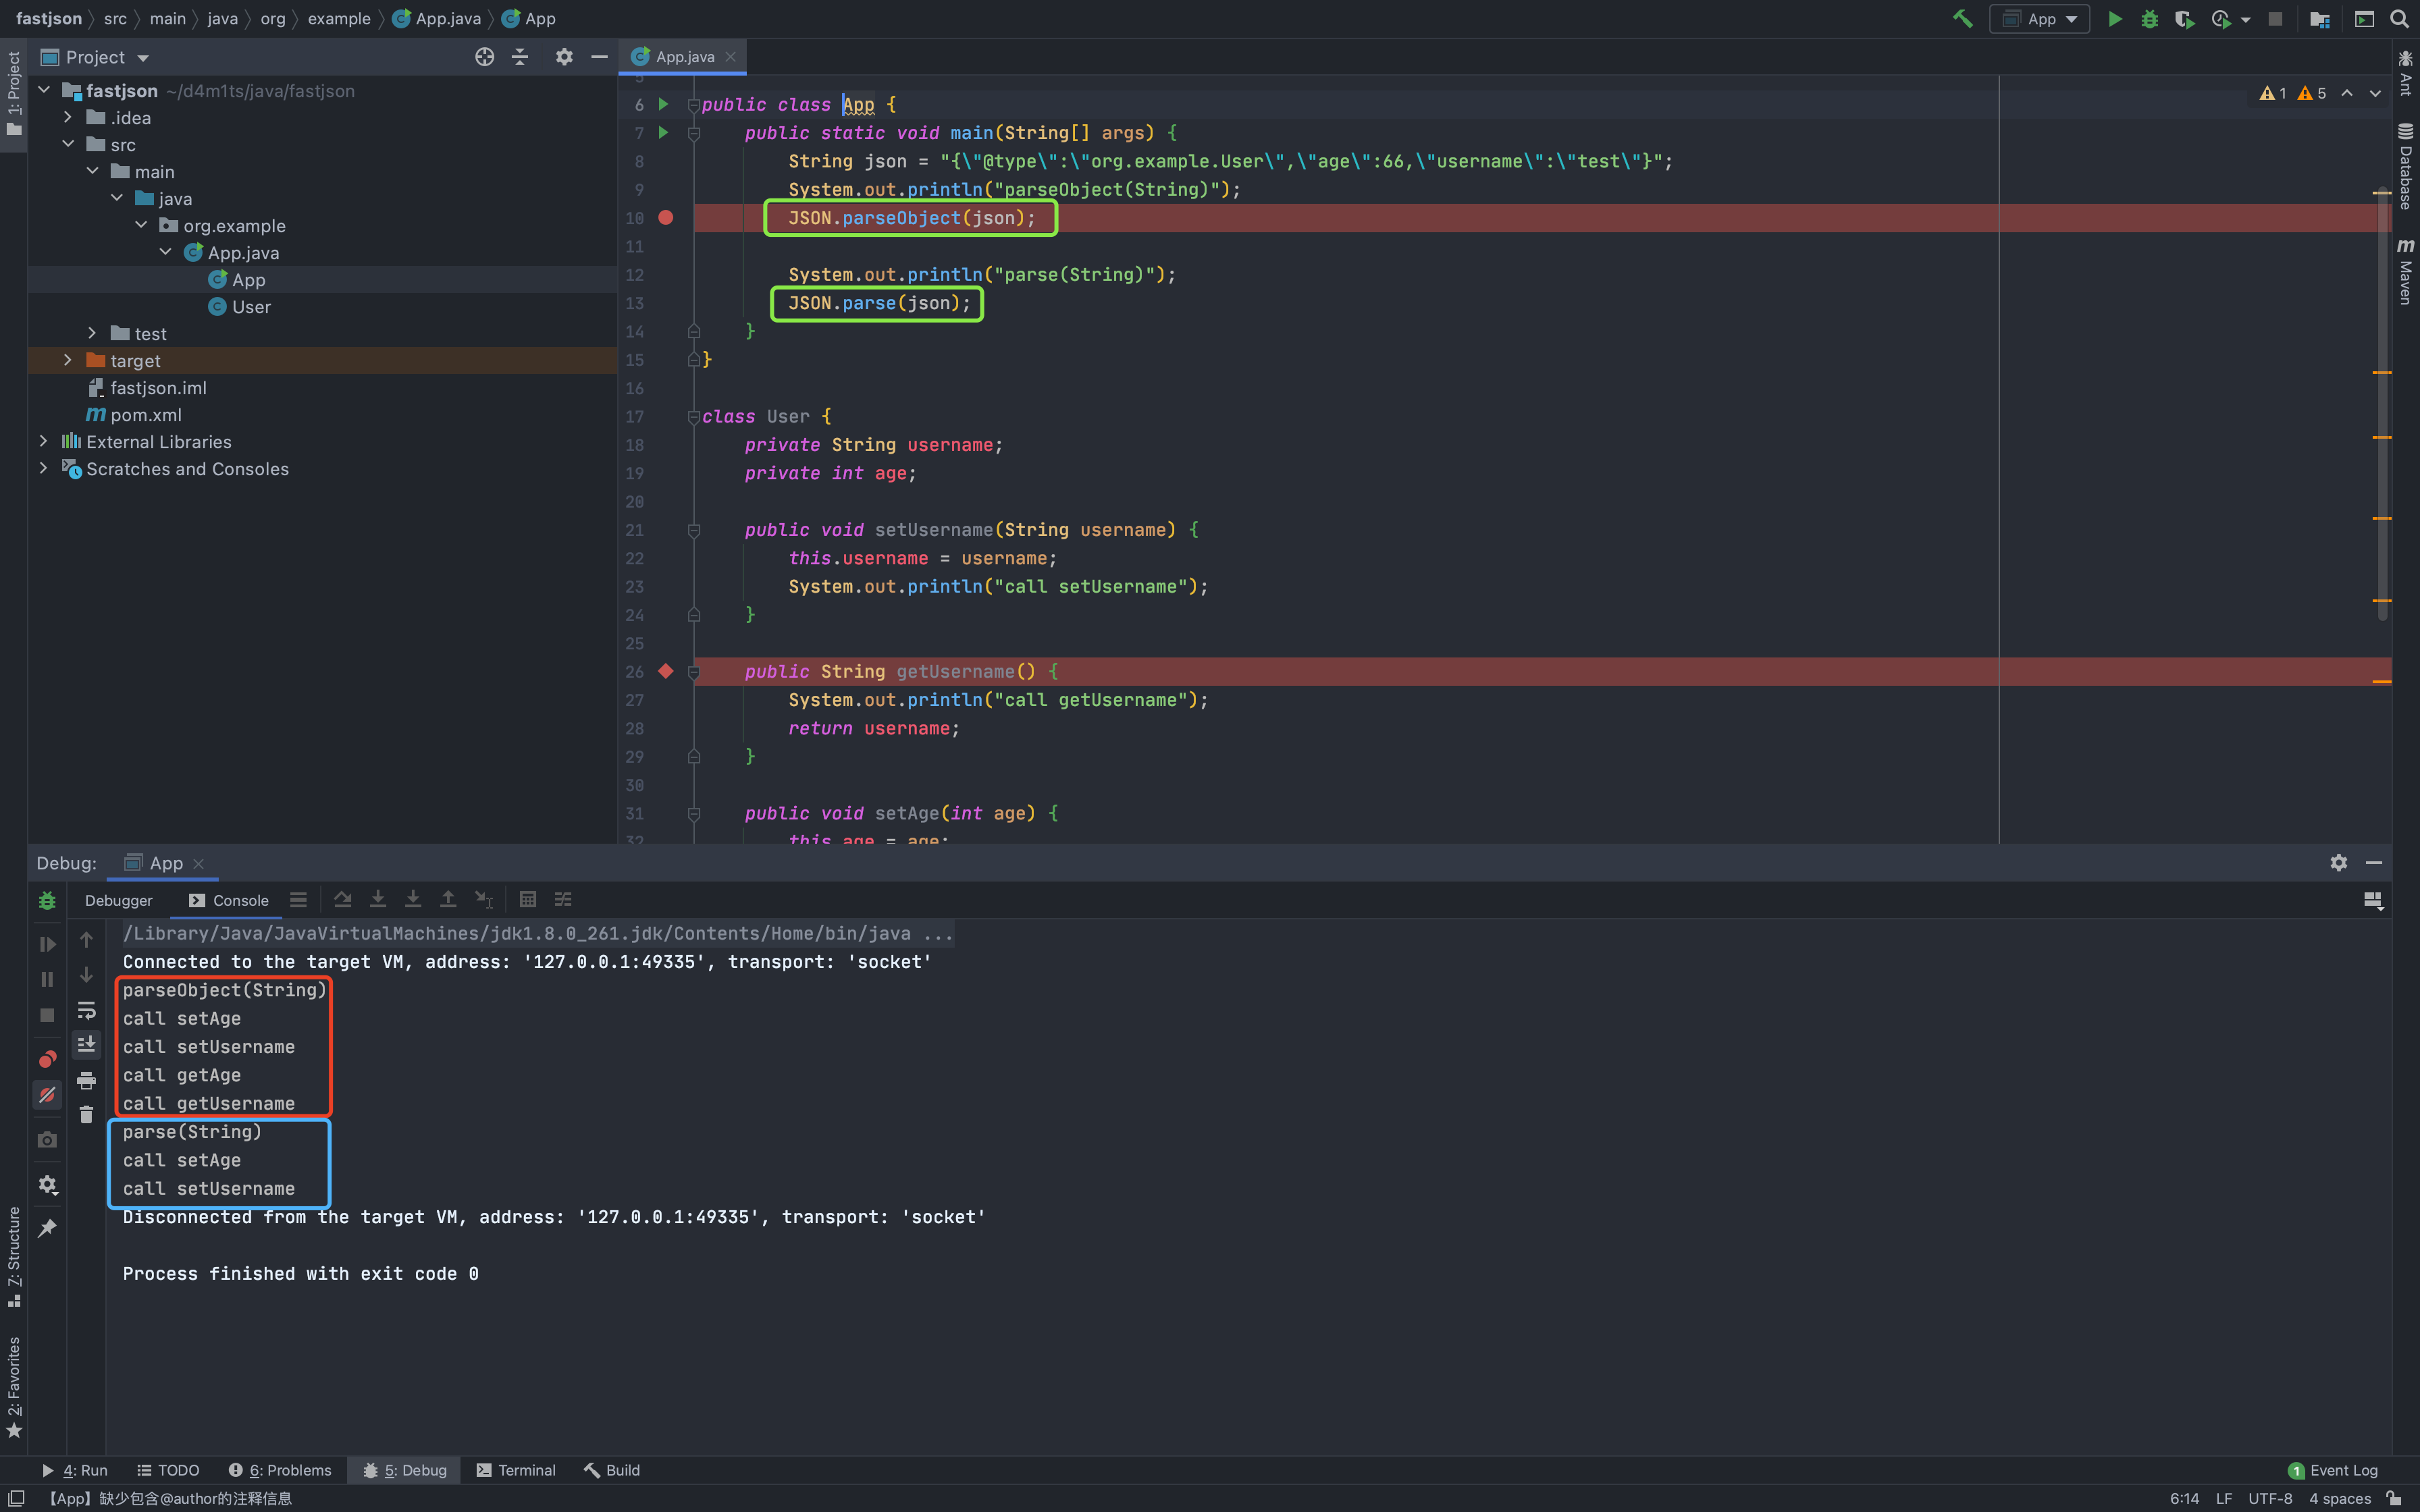 fastjson src main java org example App.java App
App
1: Project
Project
App.java
fastjson ~/d4m1ts/java/fastjson
.idea
src
main
java
org.example
App.java
App
User
test
target
fastjson.iml
pom.xml
External Libraries
Scratches and Consoles
5
6 public class App {
7 public static void main(String[] args) {
8 String json = "{\"@type\":\"org.example.User\",\"age\":66,\"username\":\"test\"}";
9 System.out.println("parseObject(String)");
10 JSON.parseObject(json);
11
12 System.out.println("parse(String)");
13 JSON.parse(json);
14 }
15 }
16
17 class User {
18 private String username;
19 private int age;
20
21 public void setUsername(String username) {
22 this.username = username;
23 System.out.println("call setUsername");
24 }
25
26 public String getUsername() {
27 System.out.println("call getUsername");
28 return username;
29 }
30
31 public void setAge(int age) {
32 this.age = age;
1 5
Ant
Database
Maven
Debug: App
Debugger Console
/Library/Java/JavaVirtualMachines/jdk1.8.0_261.jdk/Contents/Home/bin/java ...
Connected to the target VM, address: '127.0.0.1:49335', transport: 'socket'
parseObject(String)
call setAge
call setUsername
call getAge
call getUsername
parse(String)
call setAge
call setUsername
Disconnected from the target VM, address: '127.0.0.1:49335', transport: 'socket'
Process finished with exit code 0
7: Structure
2: Favorites
4: Run TODO 6: Problems 5: Debug Terminal Build 1 Event Log
【App】缺少包含@author的注释信息 6:14 LF UTF-8 4 spaces